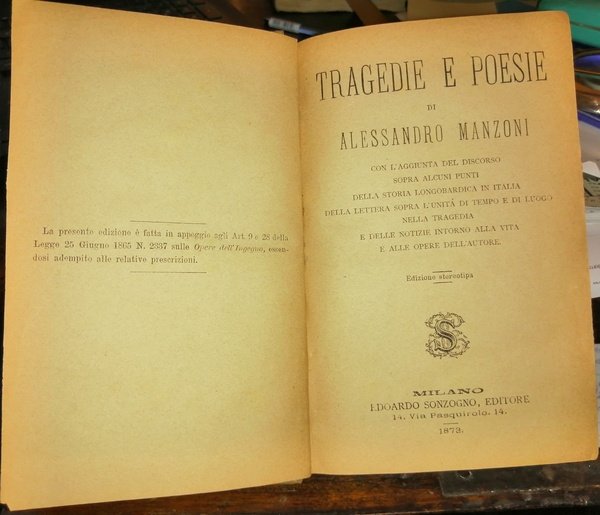 La presente edizione è fatta in appoggio agli Art 9 e 28 della
Legge 25 Giugno 1865 N. 2337 sulle Opere dell'Ingegno, essen-
dosi adempito alle relative prescrizioni.
TRAGEDIE E POESIE
DI
ALESSANDRO MANZONI
CON L'AGGIUNTA DEL DISCORSO
SOPRA ALCUNI PUNTI
DELLA STORIA LONGOBARDICA IN ITALIA
DELLA LETTERA SOPRA L'UNITÁ DI TEMPO E DI LUOGO
NELLA TRAGEDIA
E DELLE NOTIZIE INTORNO ALLA VITA
E ALLE OPERE DELL'AUTORE.
Edizione stereotipa
S
MILANO
EDOARDO SONZOGNO, EDITORE
14. Via Pasquirolo. 14.
1873.